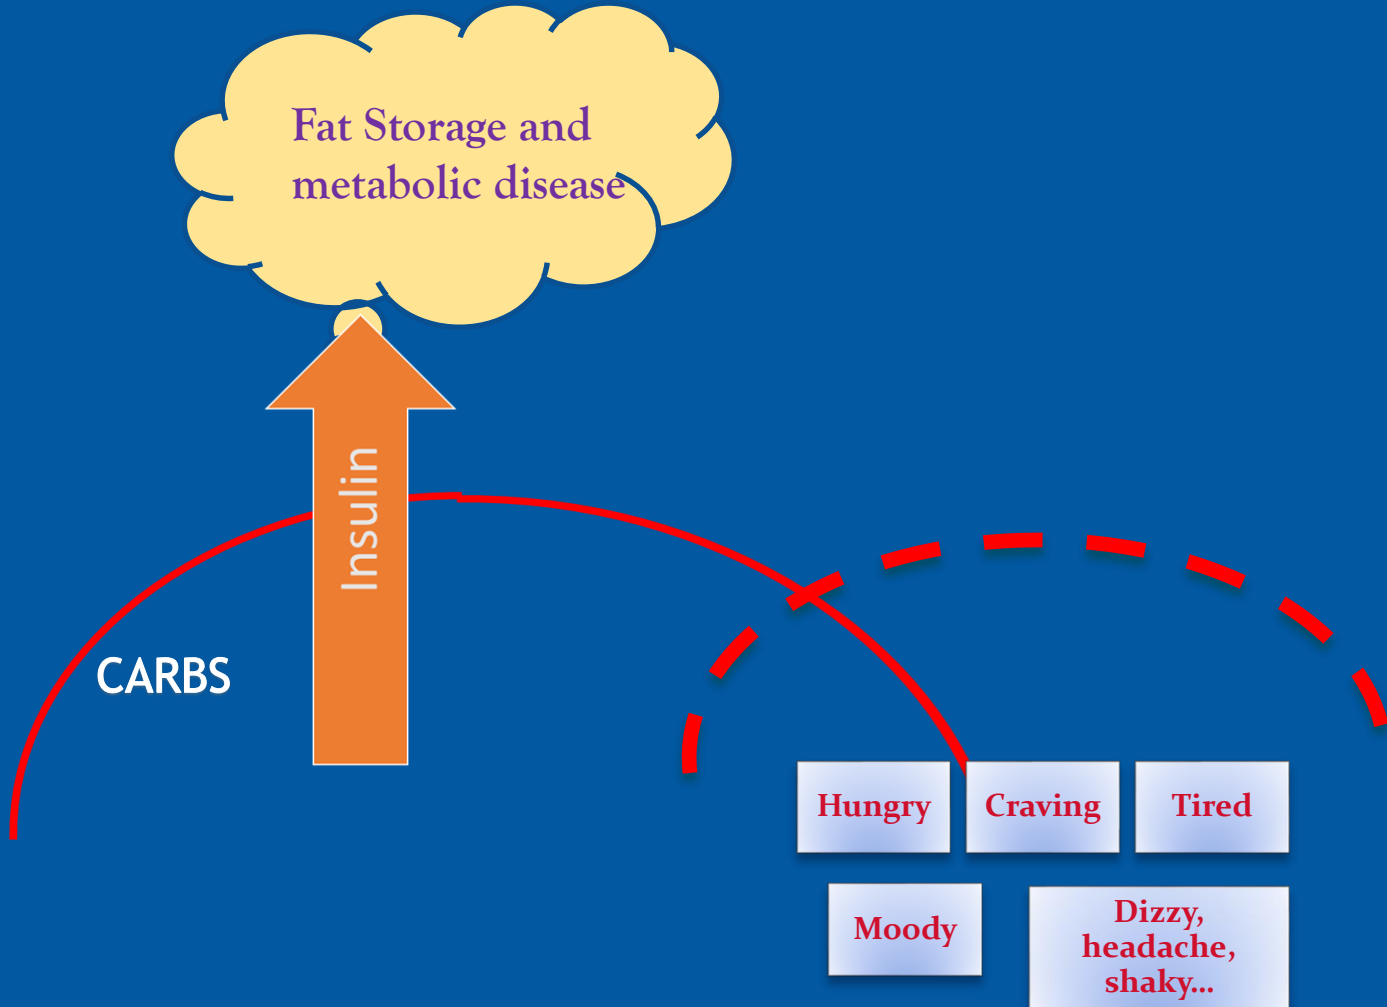 Fat Storage and
metabolic disease
Insulin
CARBS
Hungry
Craving
Tired
Moody
Dizzy,
headache,
shaky...